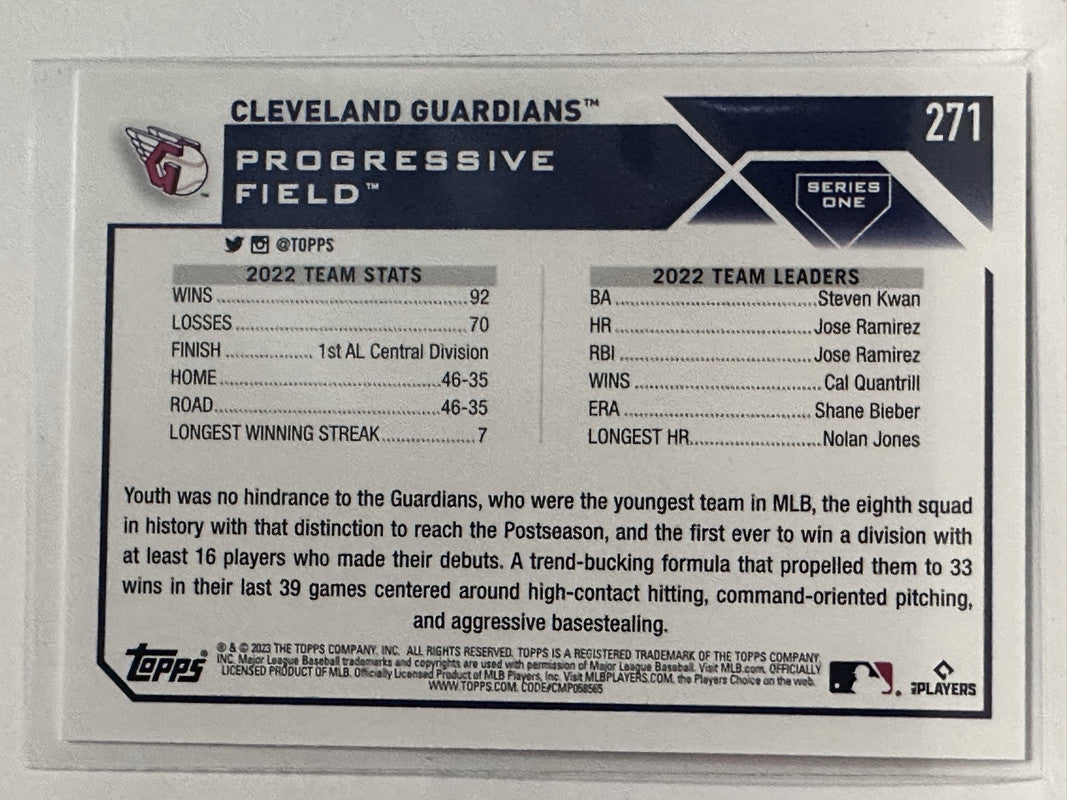 CLEVELAND GUARDIANS™
271
PROGRESSIVE
FIELD™
SERIES
ONE
@TOPPS
2022 TEAM STATS
WINS 92
LOSSES 70
FINISH 1st AL Central Division
HOME 46-35
ROAD 46-35
LONGEST WINNING STREAK 7
2022 TEAM LEADERS
BA Steven Kwan
HR Jose Ramirez
RBI Jose Ramirez
WINS Cal Quantrill
ERA Shane Bieber
LONGEST HR Nolan Jones
Youth was no hindrance to the Guardians, who were the youngest team in MLB, the eighth squad
in history with that distinction to reach the Postseason, and the first ever to win a division with
at least 16 players who made their debuts. A trend-bucking formula that propelled them to 33
wins in their last 39 games centered around high-contact hitting, command-oriented pitching,
and aggressive basestealing.
Topps®
® & © 2023 THE TOPPS COMPANY, INC. ALL RIGHTS RESERVED. TOPPS IS A REGISTERED TRADEMARK OF THE TOPPS COMPANY,
INC. Major League Baseball trademarks and copyrights are used with permission of Major League Baseball. Visit MLB.com. OFFICIALLY
LICENSED PRODUCT OF MLB. Officially Licensed Product of MLB Players, Inc. Visit MLBPLAYERS.COM, the Players Choice on the web.
WWW.TOPPS.COM. CODE#CMP058565
PLAYERS